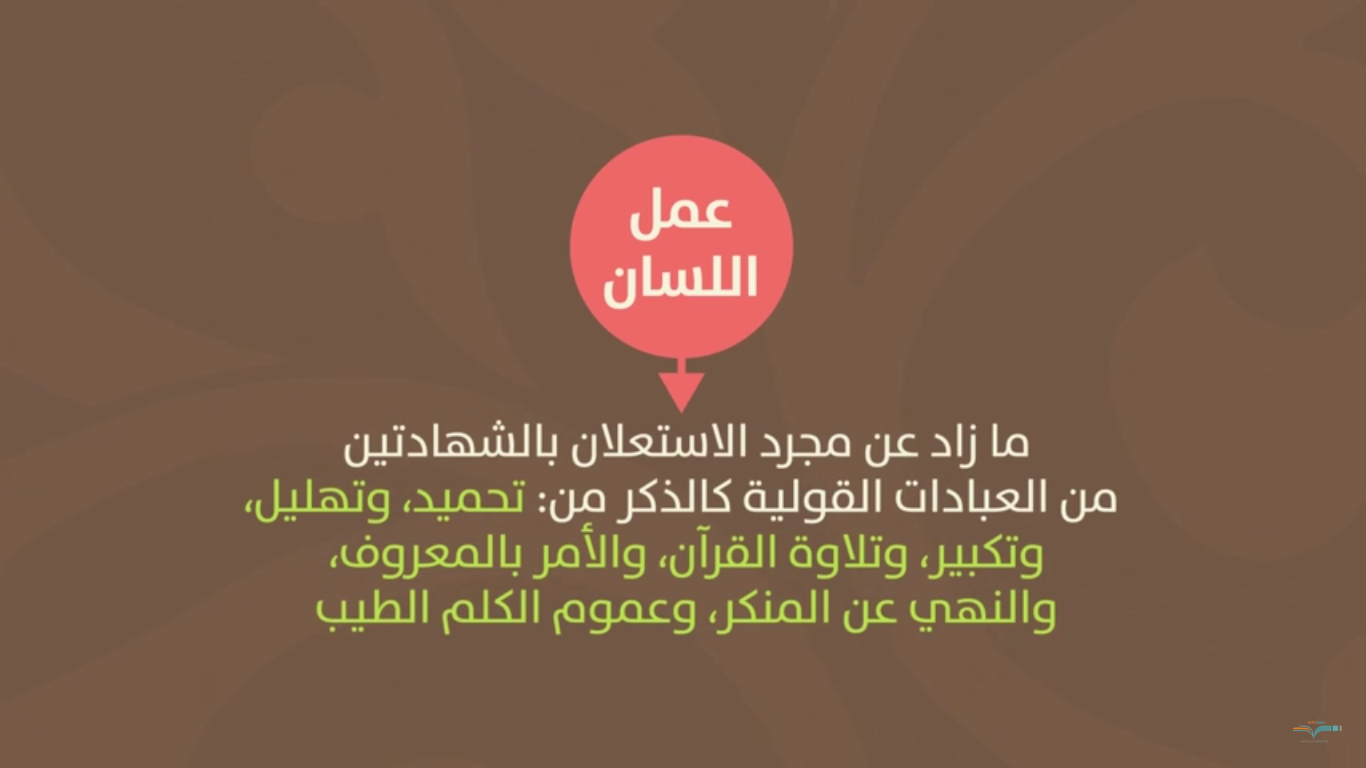 عمل
اللسان
ما زاد عن مجرد الاستعلان بالشهادتين
من العبادات القولية كالذكر من: تحميد، وتهليل،
وتكبير، وتلاوة القرآن، والأمر بالمعروف،
والنهي عن المنكر، وعموم الكلم الطيب